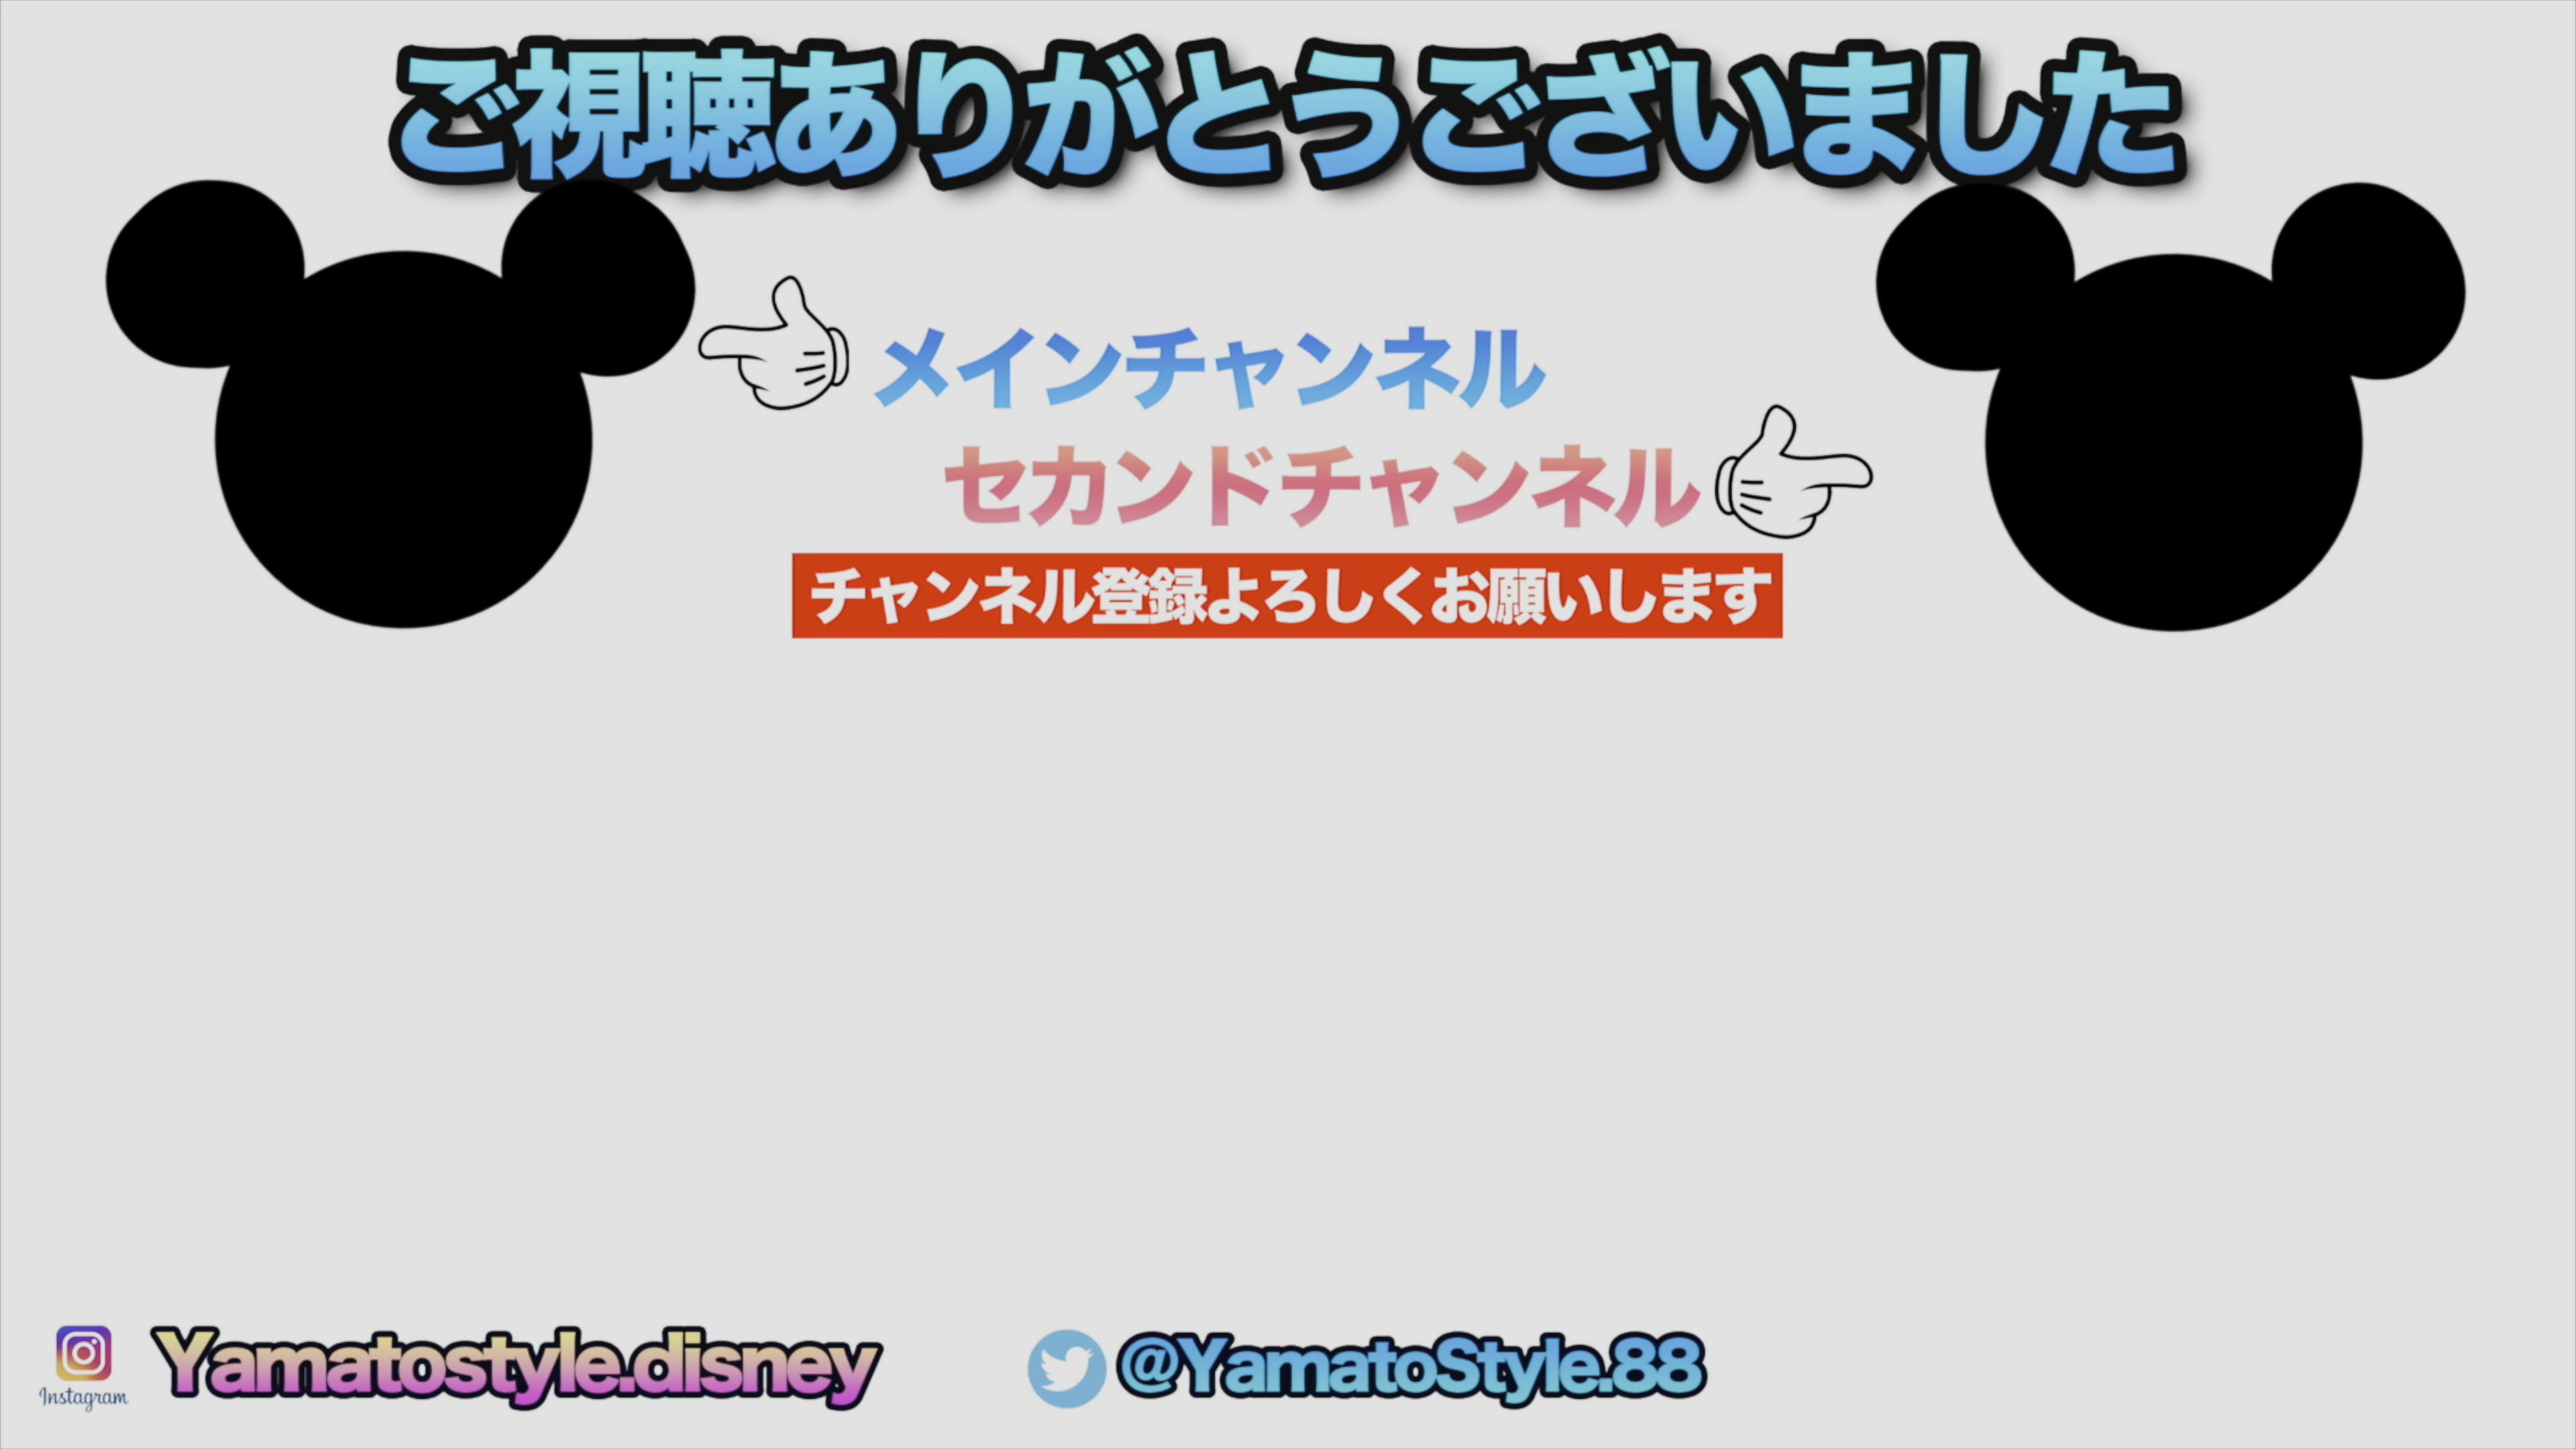 ご視聴ありがとうございました
メインチャンネル
セカンドチャンネル
チャンネル登録よろしくお願いします
Instagram
Yamatostyle.disney
@YamatoStyle.88